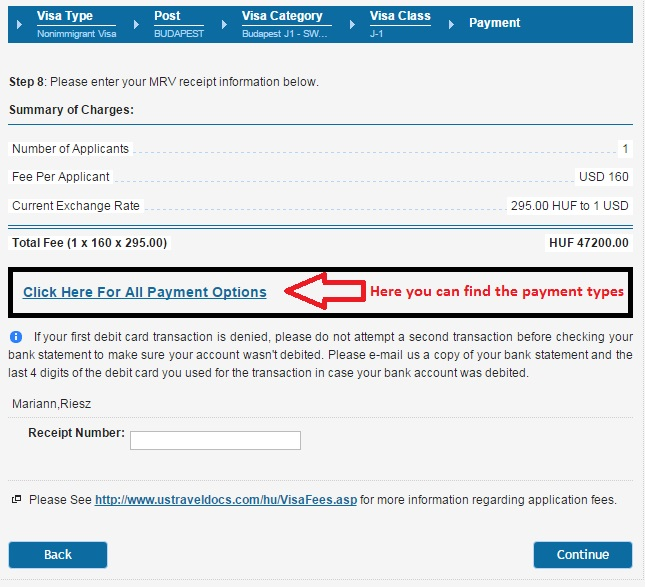 Visa Type Post Visa Category Visa Class Payment
Nonimmigrant Visa BUDAPEST Budapest J1 - SW... J-1
Step 8: Please enter your MRV receipt information below.
Summary of Charges:
Number of Applicants 1
Fee Per Applicant USD 160
Current Exchange Rate 295.00 HUF to 1 USD
Total Fee (1 x 160 x 295.00) HUF 47200.00
Click Here For All Payment Options Here you can find the payment types
If your first debit card transaction is denied, please do not attempt a second transaction before checking your
bank statement to make sure your account wasn't debited. Please e-mail us a copy of your bank statement and the
last 4 digits of the debit card you used for the transaction in case your bank account was debited.
Mariann,Riesz
Receipt Number:
Please See http://www.ustraveldocs.com/hu/VisaFees.asp for more information regarding application fees.
Back Continue